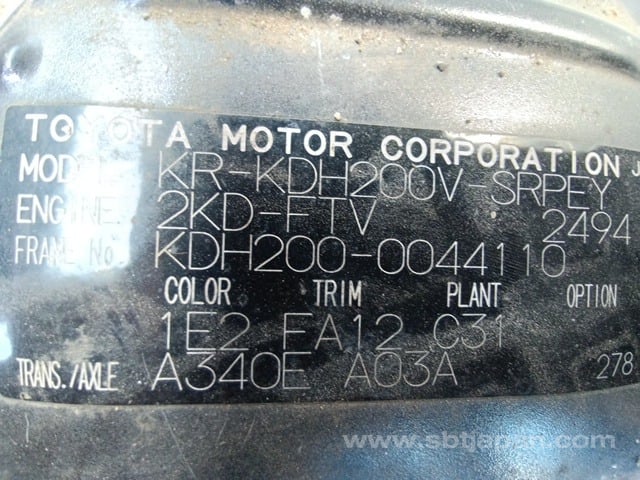 TOYOTA MOTOR CORPORATION J
MODEL KR-KDH200V-SRPEY
ENGINE 2KD-FTV 2494
FRAME No. KDH200-0044110
COLOR TRIM PLANT OPTION
1E2 FA12 C31
TRANS./AXLE A340E A03A 278
www.sbtjapan.com